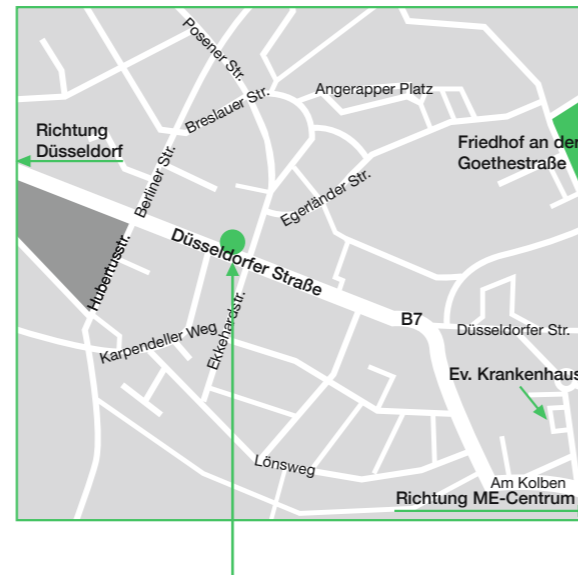 Posener Str.
Angerapper Platz
Breslauer Str.
Richtung
Düsseldorf
Friedhof an der
Goethestraße
Berliner Str.
Egerländer Str.
Düsseldorfer Straße
Hubertusstr.
B7
Düsseldorfer Str.
Karpendeller Weg
Ekkehardstr.
Ev. Krankenhaus
Lönsweg
Am Kolben
Richtung ME-Centrum